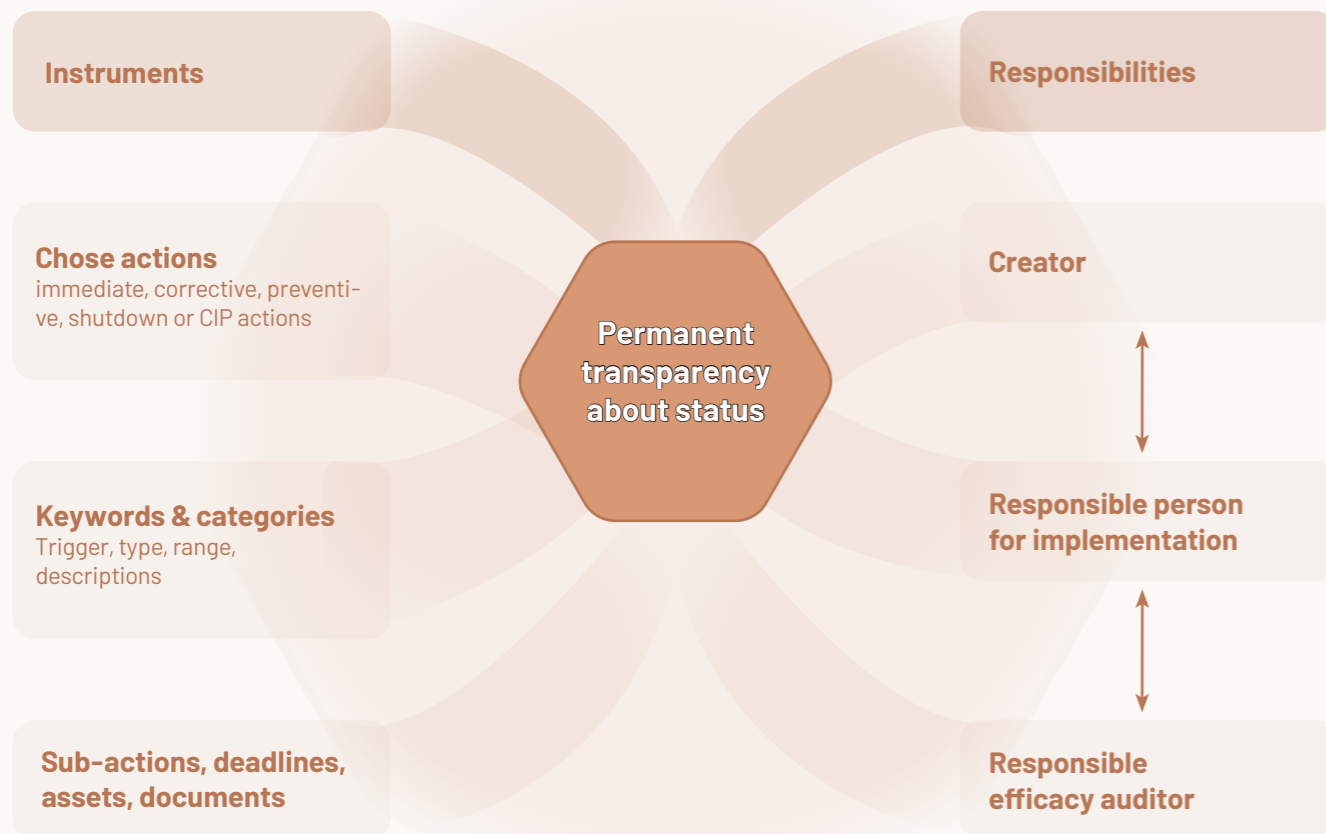 Instruments
Chose actions
immediate, corrective, preventi-
ve, shutdown or CIP actions
Keywords & categories
Trigger, type, range,
descriptions
Sub-actions, deadlines,
assets, documents
Permanent
transparency
about status
Responsibilities
Creator
Responsible person
for implementation
Responsible
efficacy auditor